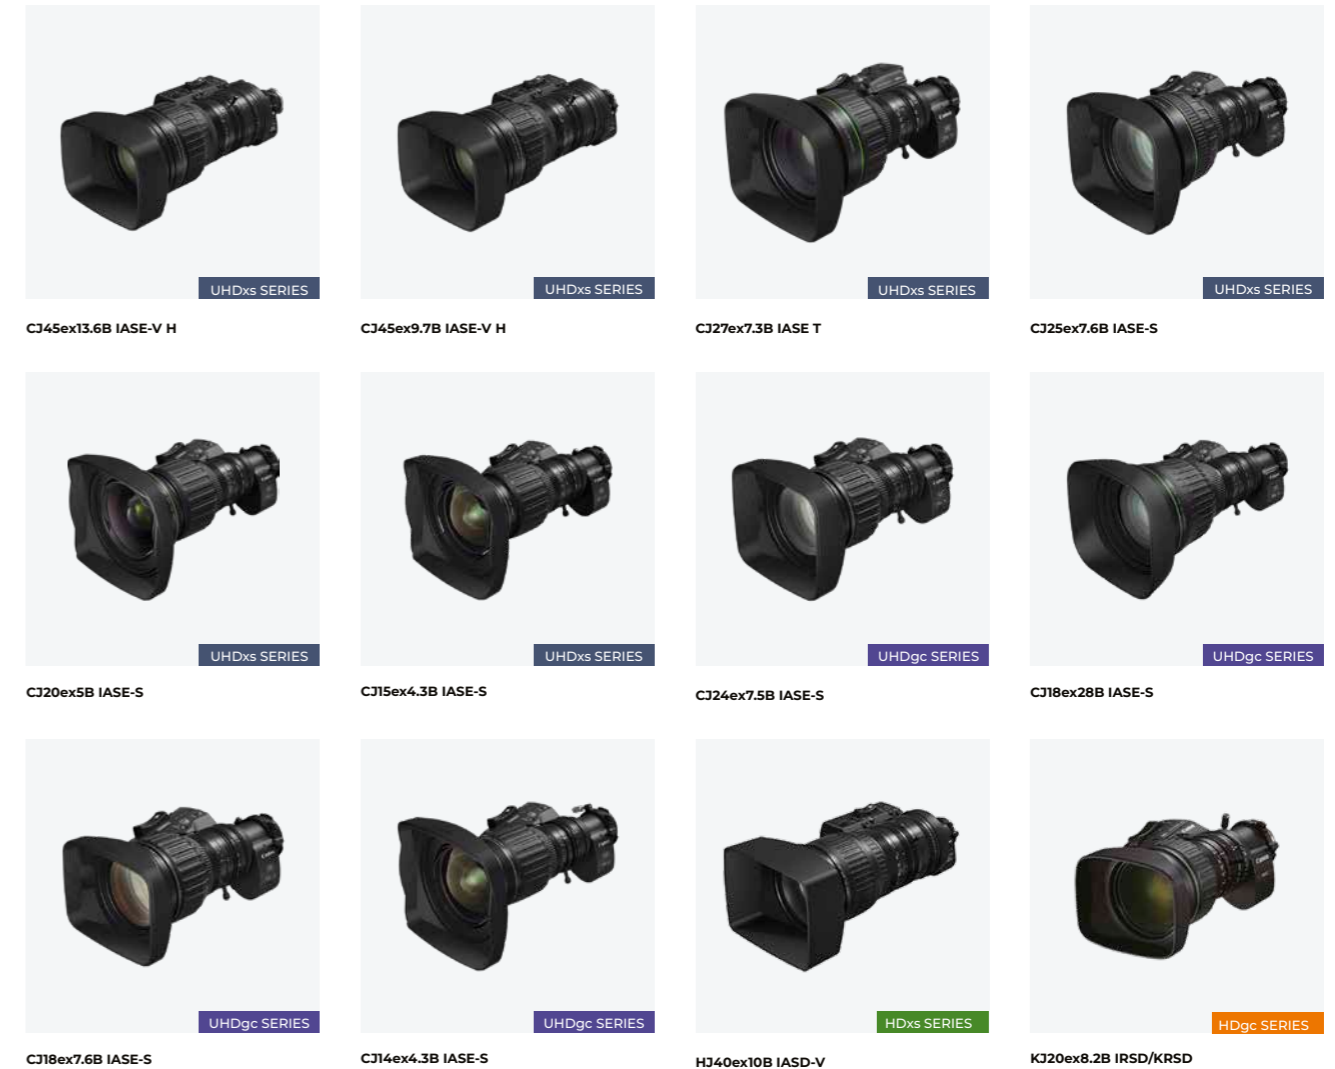 UHDxs SERIES
CJ45ex13.6B IASE-V H
UHDxs SERIES
CJ45ex9.7B IASE-V H
UHDxs SERIES
CJ27ex7.3B IASE T
UHDxs SERIES
CJ25ex7.6B IASE-S
UHDxs SERIES
CJ20ex5B IASE-S
UHDxs SERIES
CJ15ex4.3B IASE-S
UHDgc SERIES
CJ24ex7.5B IASE-S
UHDgc SERIES
CJ18ex28B IASE-S
UHDgc SERIES
CJ18ex7.6B IASE-S
UHDgc SERIES
CJ14ex4.3B IASE-S
HDxs SERIES
HJ40ex10B IASD-V
HDgc SERIES
KJ20ex8.2B IRSD/KRSD